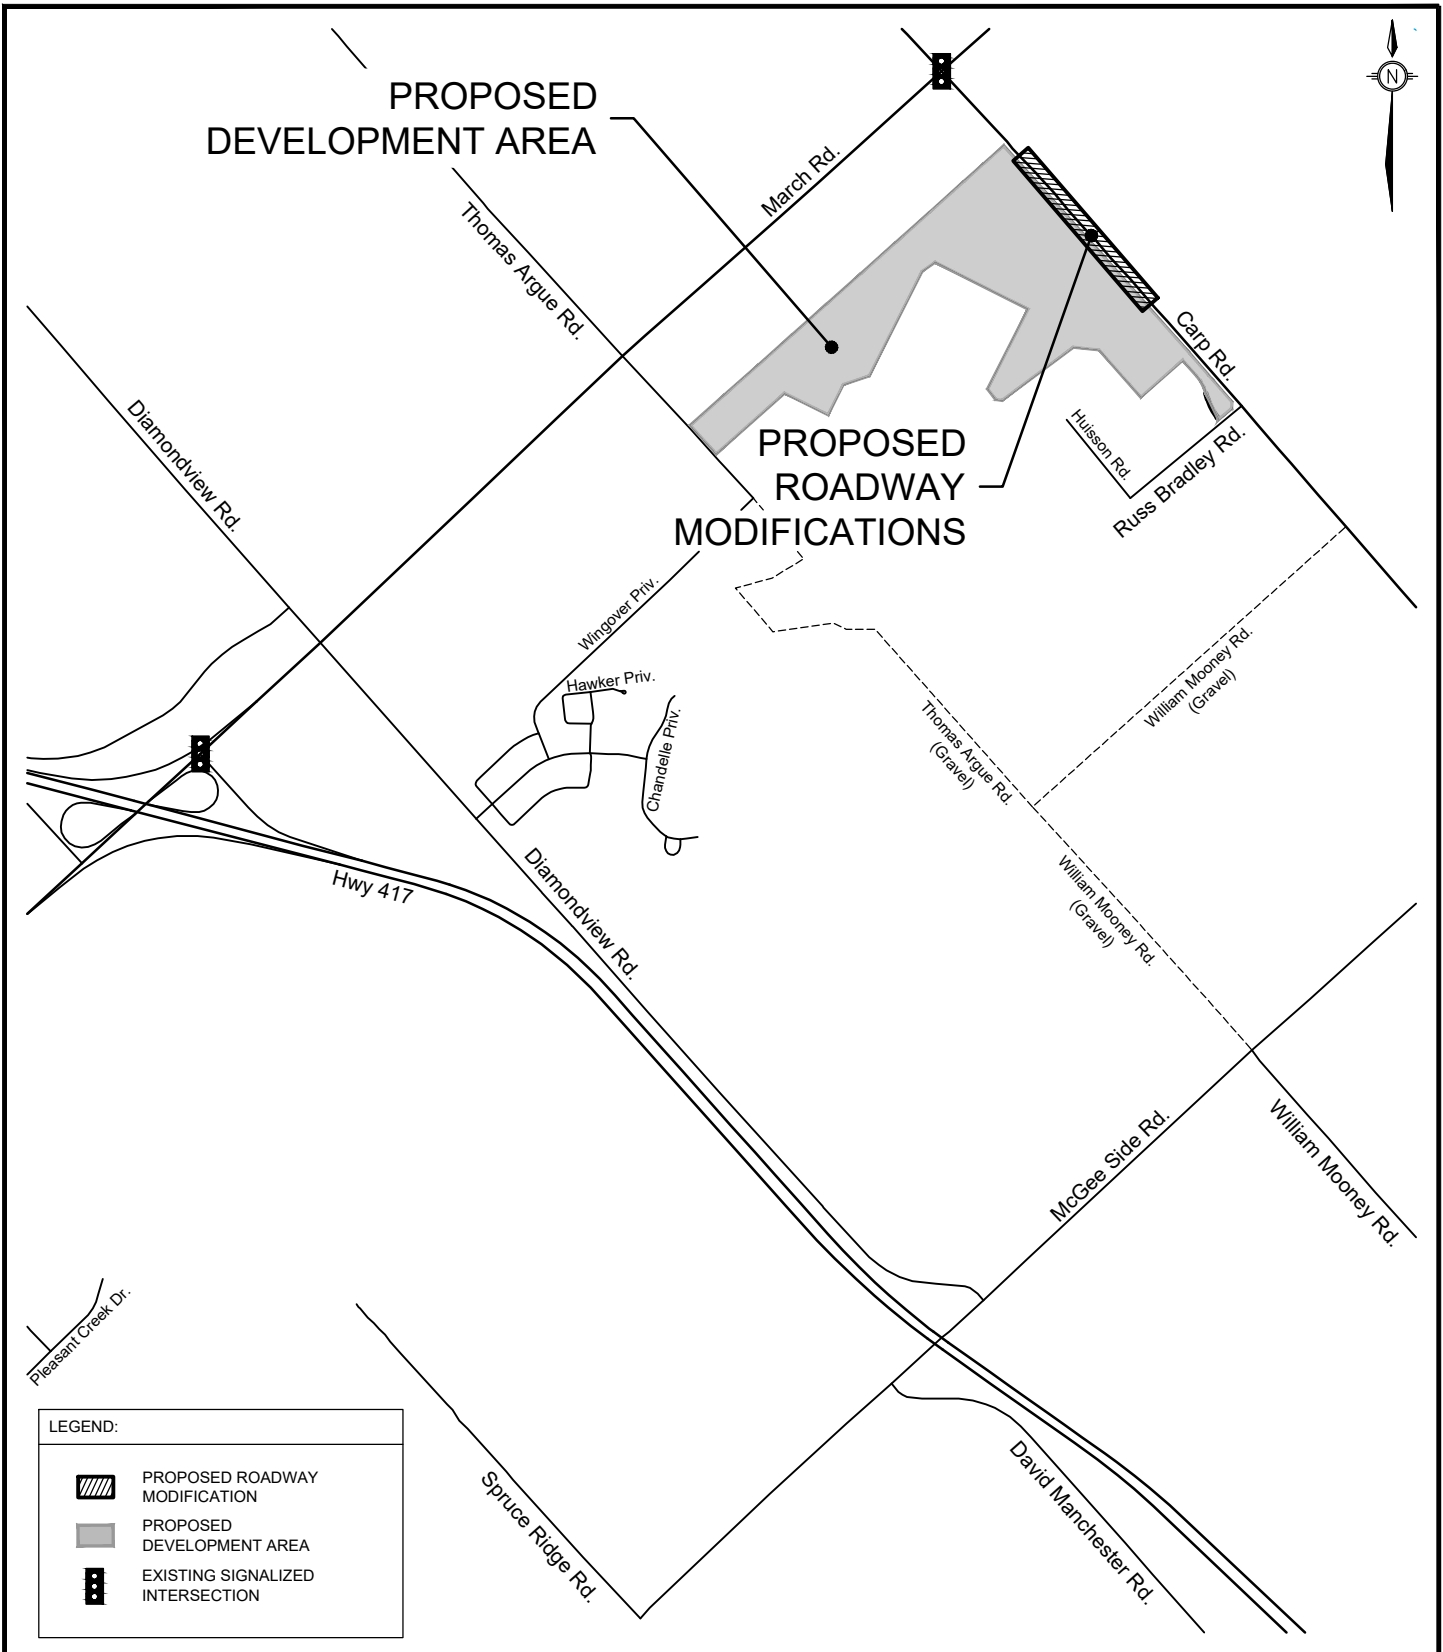 N
PROPOSED
DEVELOPMENT AREA
March Rd.
Thomas Argue Rd.
Carp Rd.
Diamondview Rd.
Huisson Rd.
PROPOSED
ROADWAY
MODIFICATIONS
Russ Bradley Rd.
Wingover Priv.
Hawker Priv.
Chandelle Priv.
William Mooney Rd.
(Gravel)
Thomas Argue Rd.
(Gravel)
Hwy 417
Diamondview Rd.
William Mooney Rd.
(Gravel)
McGee Side Rd.
William Mooney Rd.
Pleasant Creek Dr.
Spruce Ridge Rd.
David Manchester Rd.
LEGEND:
PROPOSED ROADWAY
MODIFICATION
PROPOSED
DEVELOPMENT AREA
EXISTING SIGNALIZED
INTERSECTION